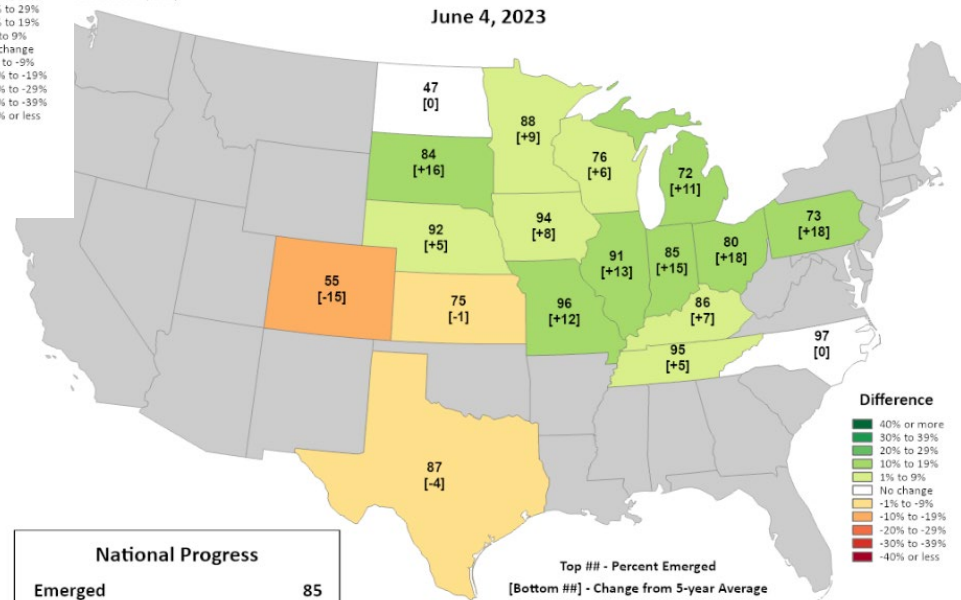 % to 29%
% to 19%
to 9%
change
to -9%
% to -19%
% to -29%
% to -39%
% or less
June 4, 2023
47
[0]
88
[+9]
84
[+16]
76
[+6]
72
[+11]
92
[+5]
94
[+8]
73
[+18]
91
[+13]
85
[+15]
80
[+18]
55
[-15]
75
[-1]
96
[+12]
86
[+7]
97
[0]
95
[+5]
87
[-4]
Difference
40% or more
30% to 39%
20% to 29%
10% to 19%
1% to 9%
No change
-1% to -9%
-10% to -19%
-20% to -29%
-30% to -39%
-40% or less
National Progress
Emerged 85
Top ## - Percent Emerged
[Bottom ##] - Change from 5-year Average